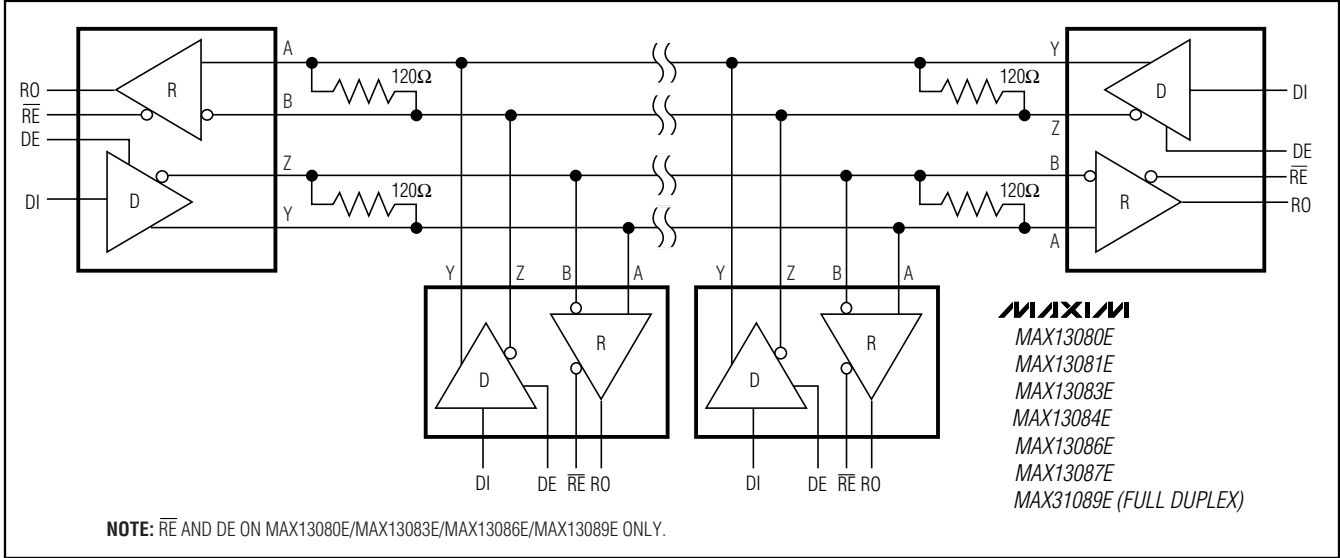 A
Y
120Ω
120Ω
RO
R
D
DI
RE
B
Z
DE
DE
Z
B
RE
120Ω
120Ω
DI
D
R
RO
Y
A
Y Z B A
Y Z B A
R
R
D
D
DI DE RE RO
DI DE RE RO
MAXIM
MAX13080E
MAX13081E
MAX13083E
MAX13084E
MAX13086E
MAX13087E
MAX31089E (FULL DUPLEX)
NOTE: RE AND DE ON MAX13080E/MAX13083E/MAX13086E/MAX13089E ONLY.